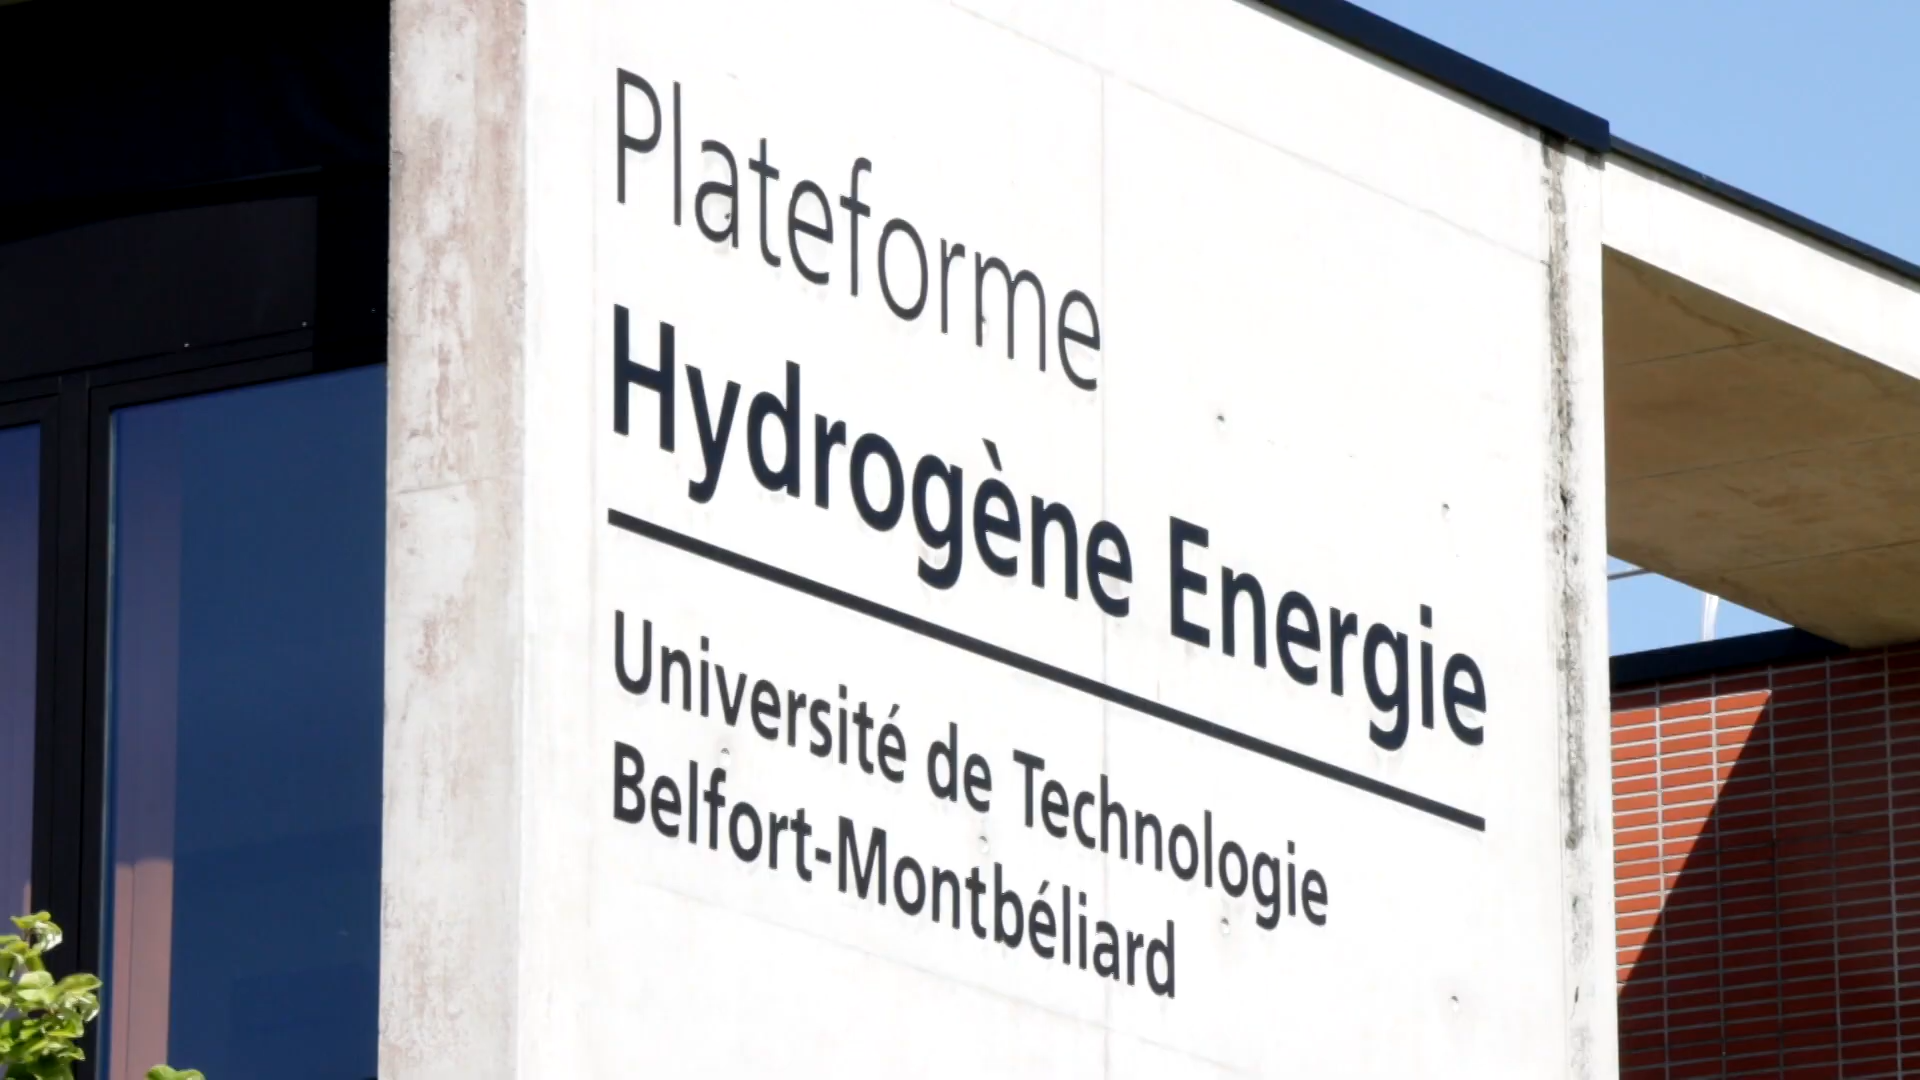 Plateforme
Hydrogène Energie
Université de Technologie
Belfort-Montbéliard